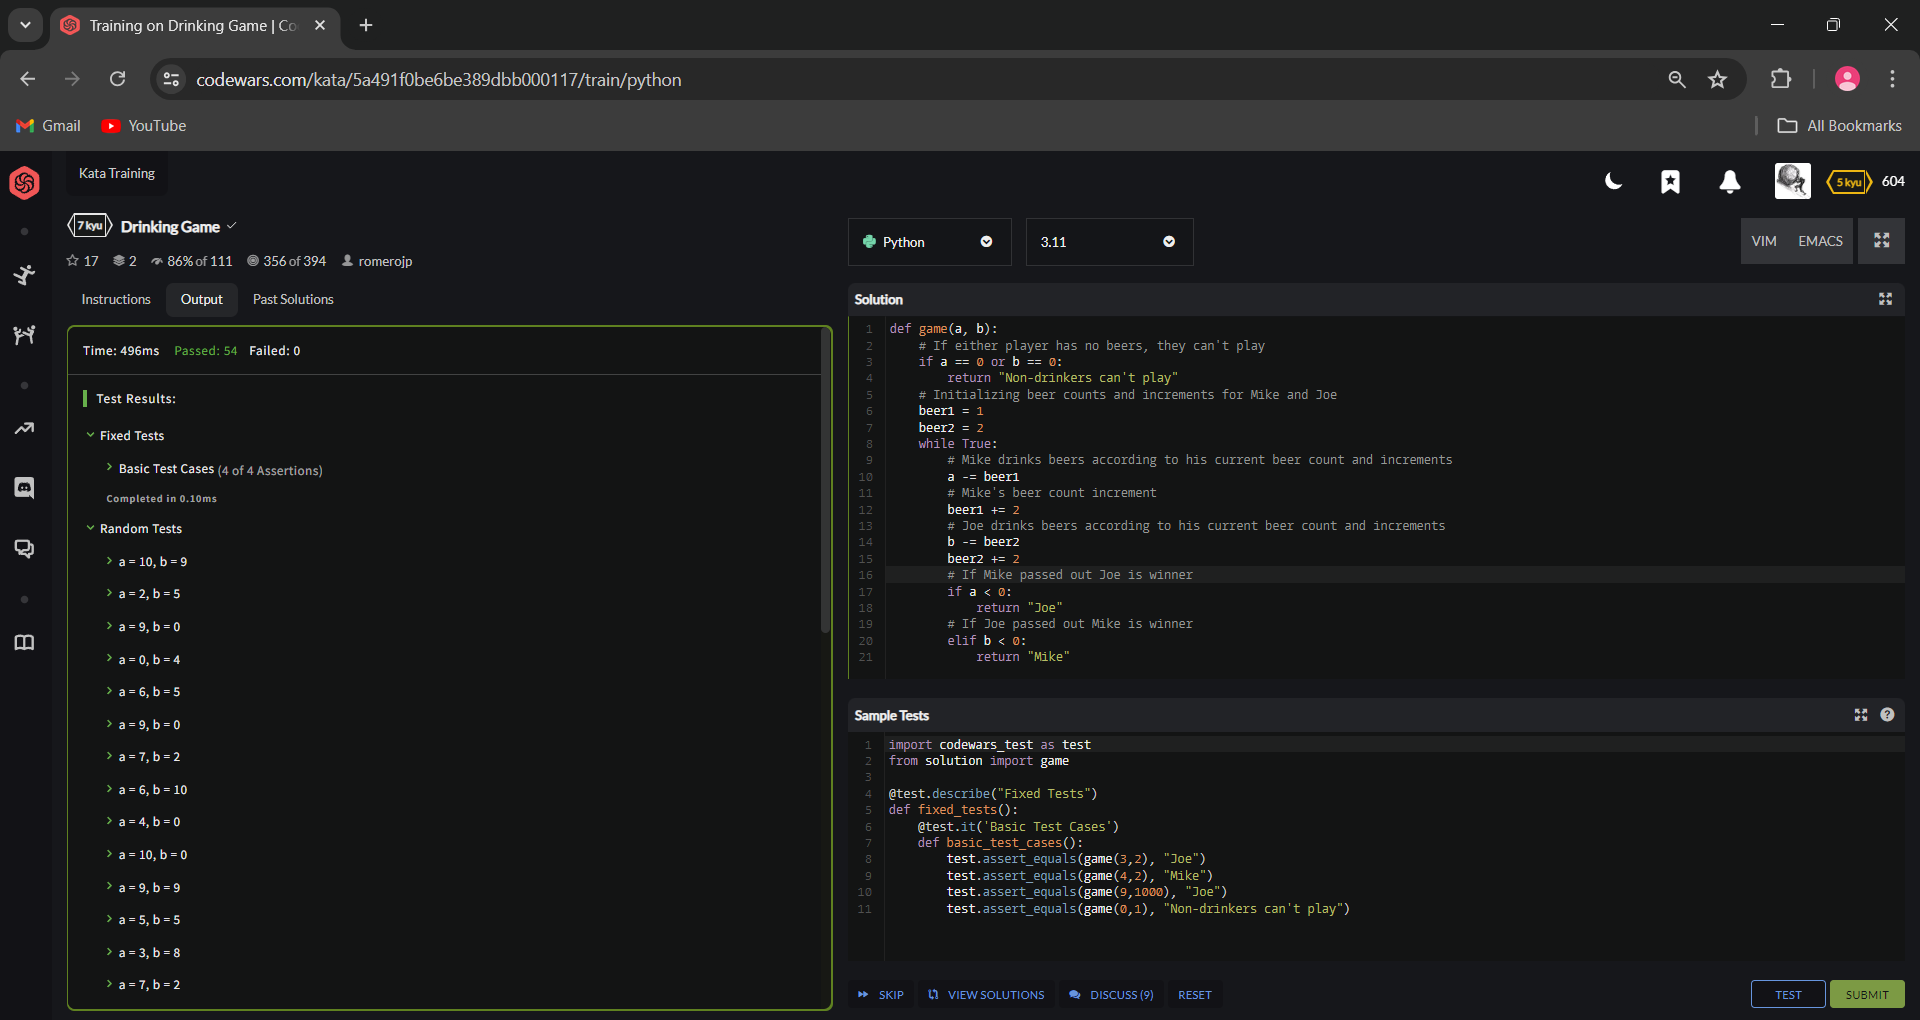 Training on Drinking Game | Co
codewars.com/kata/5a491f0be6be389dbb000117/train/python
Gmail
YouTube
All Bookmarks
Kata Training
5 kyu
604
7 kyu
Drinking Game
17
2
86% of 111
356 of 394
romerojp
Instructions
Output
Past Solutions
Time: 496ms Passed: 54 Failed: 0
Test Results:
Fixed Tests
Basic Test Cases (4 of 4 Assertions)
Completed in 0.10ms
Random Tests
a = 10, b = 9
a = 2, b = 5
a = 9, b = 0
a = 0, b = 4
a = 6, b = 5
a = 9, b = 0
a = 7, b = 2
a = 6, b = 10
a = 4, b = 0
a = 10, b = 0
a = 9, b = 9
a = 5, b = 5
a = 3, b = 8
a = 7, b = 2
Python
3.11
VIM
EMACS
Solution
1 def game(a, b):
2 # If either player has no beers, they can't play
3 if a == 0 or b == 0:
4 return "Non-drinkers can't play"
5 # Initializing beer counts and increments for Mike and Joe
6 beer1 = 1
7 beer2 = 2
8 while True:
9 # Mike drinks beers according to his current beer count and increments
10 a -= beer1
11 # Mike's beer count increment
12 beer1 += 2
13 # Joe drinks beers according to his current beer count and increments
14 b -= beer2
15 beer2 += 2
16 # If Mike passed out Joe is winner
17 if a < 0:
18 return "Joe"
19 # If Joe passed out Mike is winner
20 elif b < 0:
21 return "Mike"
Sample Tests
1 import codewars_test as test
2 from solution import game
3
4 @test.describe("Fixed Tests")
5 def fixed_tests():
6 @test.it('Basic Test Cases')
7 def basic_test_cases():
8 test.assert_equals(game(3,2), "Joe")
9 test.assert_equals(game(4,2), "Mike")
10 test.assert_equals(game(9,1000), "Joe")
11 test.assert_equals(game(0,1), "Non-drinkers can't play")
SKIP
VIEW SOLUTIONS
DISCUSS (9)
RESET
TEST
SUBMIT